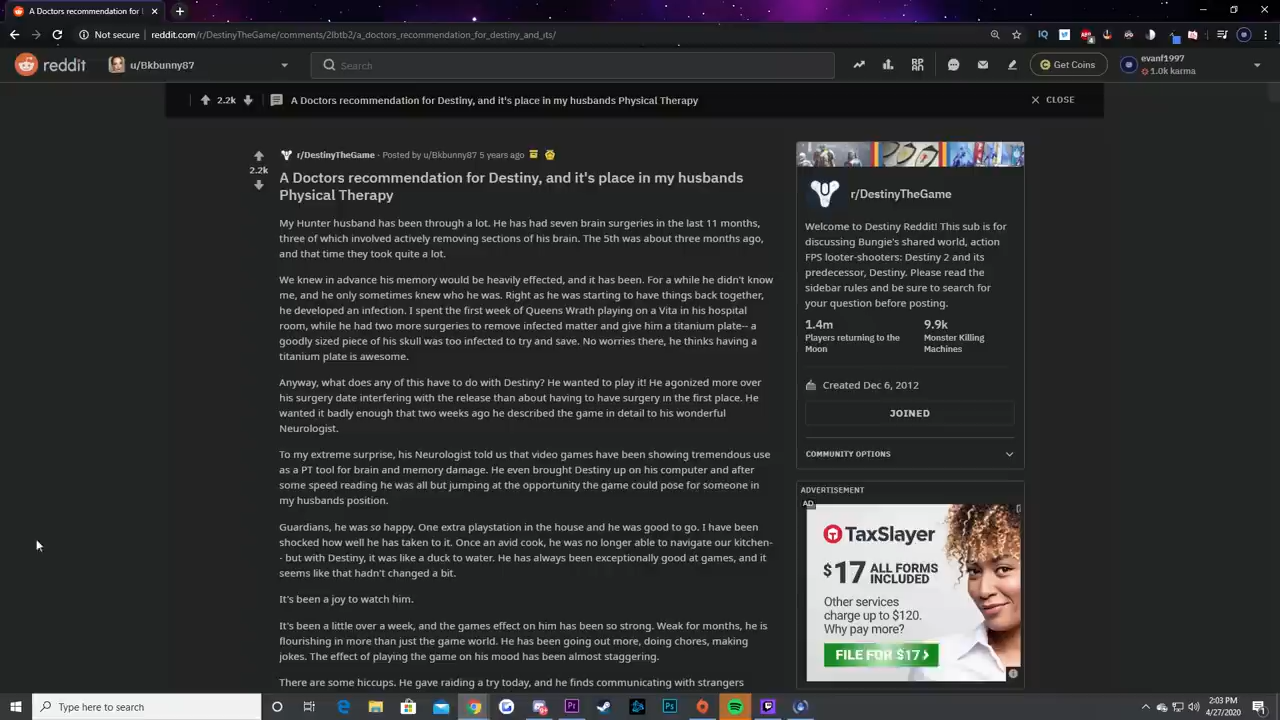 A Doctors recommendation for
Not secure
reddit.com/r/DestinyTheGame/comments/2lbtb2/a_doctors_recommendation_for_destiny_and_its/
reddit
u/Bkbunny87
Search
Get Coins
evanf1997
1.0k karma
2.2k
A Doctors recommendation for Destiny, and it's place in my husbands Physical Therapy
CLOSE
r/DestinyTheGame · Posted by u/Bkbunny87 5 years ago
2.2k
A Doctors recommendation for Destiny, and it's place in my husbands
Physical Therapy
My Hunter husband has been through a lot. He has had seven brain surgeries in the last 11 months,
three of which involved actively removing sections of his brain. The 5th was about three months ago,
and that time they took quite a lot.
We knew in advance his memory would be heavily effected, and it has been. For a while he didn't know
me, and he only sometimes knew who he was. Right as he was starting to have things back together,
he developed an infection. I spent the first week of Queens Wrath playing on a Vita in his hospital
room, while he had two more surgeries to remove infected matter and give him a titanium plate-- a
goodly sized piece of his skull was too infected to try and save. No worries there, he thinks having a
titanium plate is awesome.
Anyway, what does any of this have to do with Destiny? He wanted to play it! He agonized more over
his surgery date interfering with the release than about having to have surgery in the first place. He
wanted it badly enough that two weeks ago he described the game in detail to his wonderful
Neurologist.
To my extreme surprise, his Neurologist told us that video games have been showing tremendous use
as a PT tool for brain and memory damage. He even brought Destiny up on his computer and after
some speed reading he was all but jumping at the opportunity the game could pose for someone in
my husbands position.
Guardians, he was so happy. One extra playstation in the house and he was good to go. I have been
shocked how well he has taken to it. Once an avid cook, he was no longer able to navigate our kitchen-
- but with Destiny, it was like a duck to water. He has always been exceptionally good at games, and it
seems like that hadn't changed a bit.
It's been a joy to watch him.
It's been a little over a week, and the games effect on him has been so strong. Weak for months, he is
flourishing in more than just the game world. He has been going out more, doing chores, making
jokes. The effect of playing the game on his mood has been almost staggering.
There are some hiccups. He gave raiding a try today, and he finds communicating with strangers
r/DestinyTheGame
Welcome to Destiny Reddit! This sub is for
discussing Bungie's shared world, action
FPS looter-shooters: Destiny 2 and its
predecessor, Destiny. Please read the
sidebar rules and be sure to search for
your question before posting.
1.4m 9.9k
Players returning to the Moon
Monster Killing Machines
Created Dec 6, 2012
JOINED
COMMUNITY OPTIONS
ADVERTISEMENT
AD
TaxSlayer
$17 ALL FORMS
INCLUDED
Other services
charge up to $120.
Why pay more?
FILE FOR $17
Type here to search
2:03 PM
4/27/2020